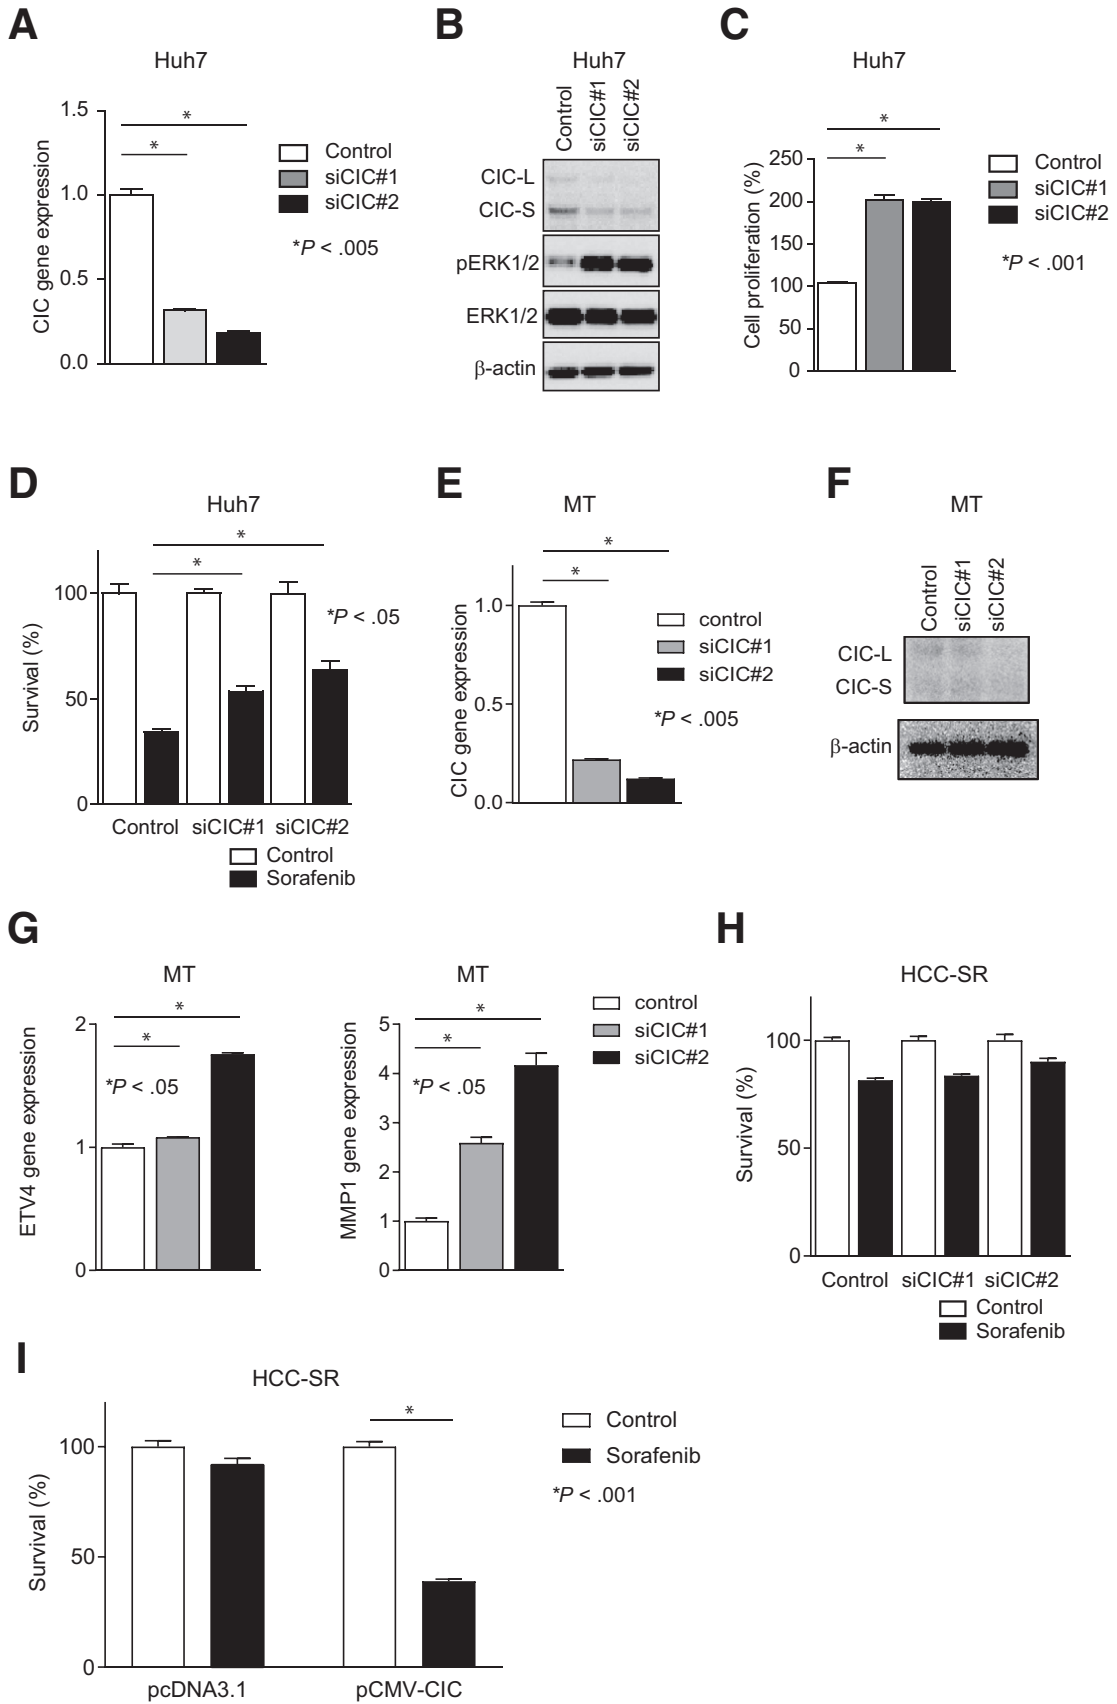 A
Huh7
CIC gene expression
1.5
1.0
0.5
0.0
*
*
Control
siCIC#1
siCIC#2
*P < .005
B
Huh7
Control
siCIC#1
siCIC#2
CIC-L
CIC-S
pERK1/2
ERK1/2
β-actin
C
Huh7
Cell proliferation (%)
250
200
150
100
50
0
*
*
Control
siCIC#1
siCIC#2
*P < .001
D
Huh7
Survival (%)
100
50
0
*
*
*P < .05
Control siCIC#1 siCIC#2
Control
Sorafenib
E
MT
CIC gene expression
1.0
0.5
0.0
*
*
control
siCIC#1
siCIC#2
*P < .005
F
MT
Control
siCIC#1
siCIC#2
CIC-L
CIC-S
β-actin
G
MT
ETV4 gene expression
2
1
0
*
*
*P < .05
MT
MMP1 gene expression
5
4
3
2
1
0
*
*
*P < .05
control
siCIC#1
siCIC#2
H
HCC-SR
Survival (%)
100
50
0
Control siCIC#1 siCIC#2
Control
Sorafenib
I
HCC-SR
Survival (%)
100
50
0
*
pcDNA3.1 pCMV-CIC
Control
Sorafenib
*P < .001